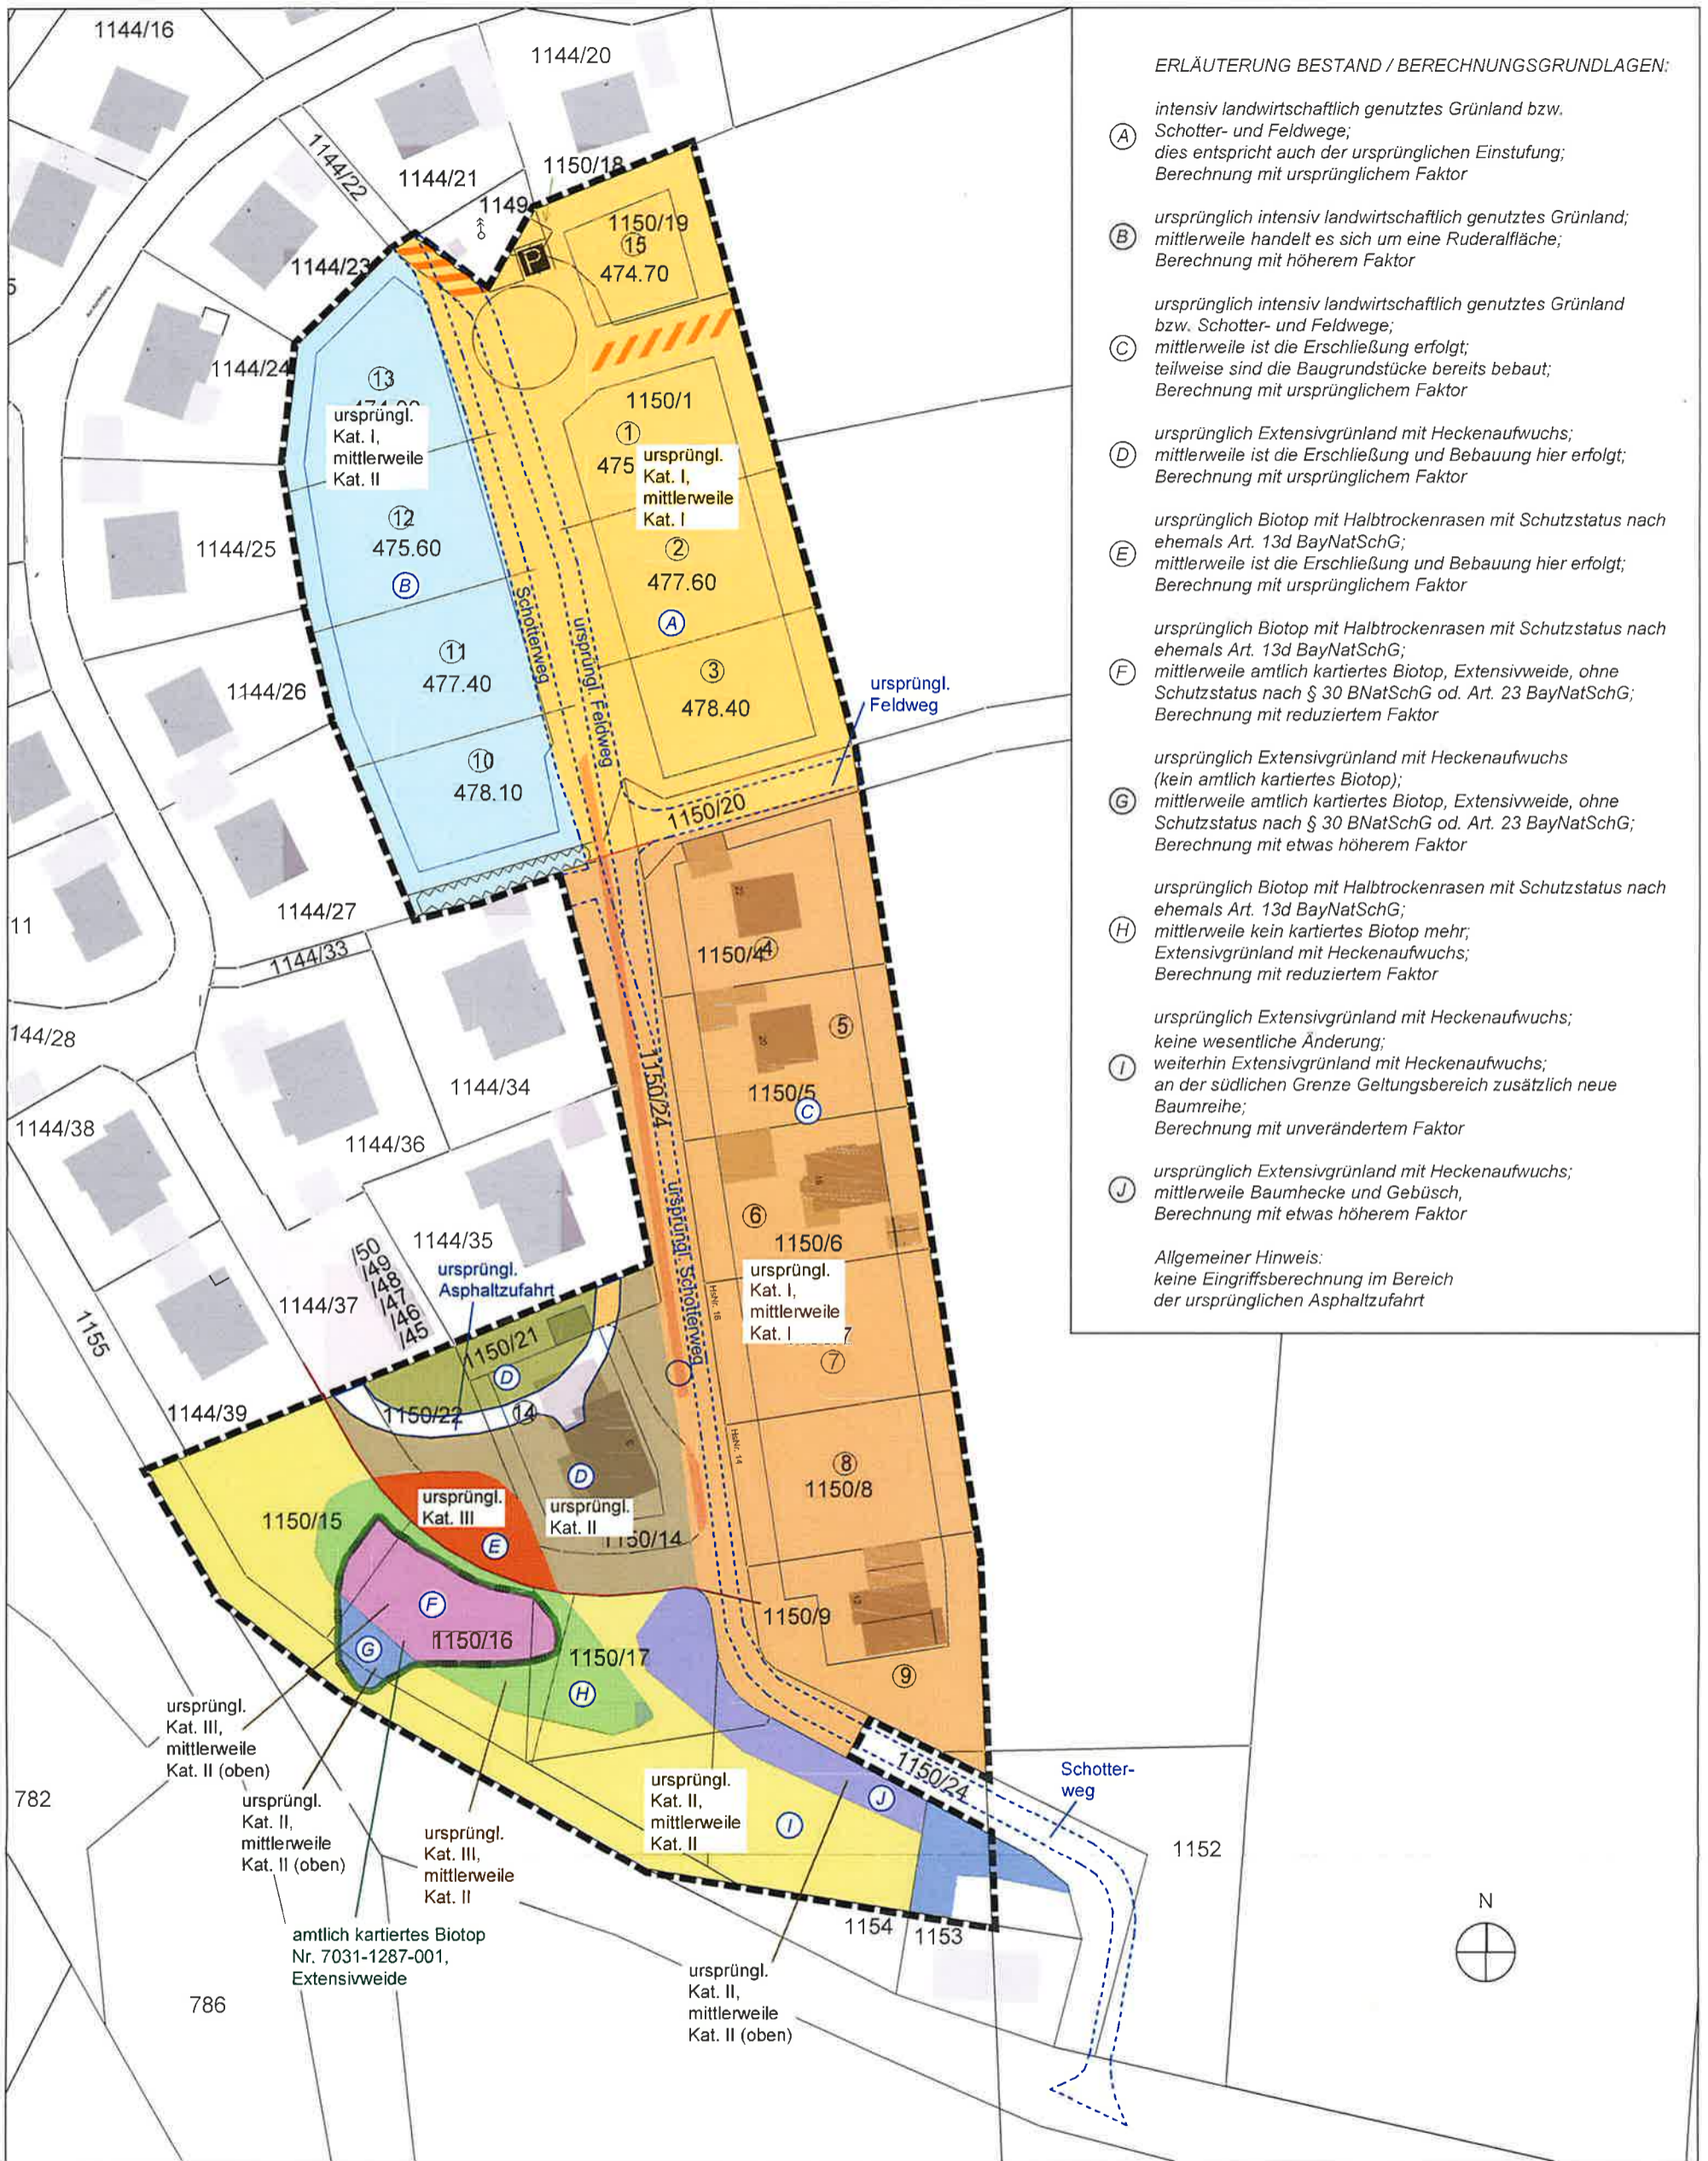 1144/16
1144/20
1144/22
1144/21
1150/18
1149
1150/19
15
474.70
P
1144/23
5
1144/24
13
ursprüngl.
Kat. I,
mittlerweile
Kat. II
1150/1
1
475
ursprüngl.
Kat. I,
mittlerweile
Kat. I
12
475.60
B
1144/25
2
477.60
A
Schotterweg
ursprüngl. Feldweg
11
477.40
3
478.40
1144/26
ursprüngl.
Feldweg
10
478.10
1150/20
1144/27
11
1144/33
1150/4
4
144/28
5
1144/34
1150/5
C
1150/24
1144/38
1144/36
6
1150/6
ursprüngl. Schotterweg
ursprüngl.
Kat. I,
mittlerweile
Kat. I
7
7
HsNr. 16
1144/35
/50
/49
/48
/47
/46
/45
1144/37
1155
ursprüngl.
Asphaltzufahrt
1150/21
D
1150/22
14
1144/39
HsNr. 14
8
1150/8
D
ursprüngl.
Kat. II
1150/14
ursprüngl.
Kat. III
E
1150/15
F
1150/16
G
1150/17
H
1150/9
9
ursprüngl.
Kat. III,
mittlerweile
Kat. II (oben)
ursprüngl.
Kat. II,
mittlerweile
Kat. II (oben)
ursprüngl.
Kat. III,
mittlerweile
Kat. II
ursprüngl.
Kat. II,
mittlerweile
Kat. II
I
J
1150/24
Schotter-
weg
782
1152
1154
1153
amtlich kartiertes Biotop
Nr. 7031-1287-001,
Extensivweide
ursprüngl.
Kat. II,
mittlerweile
Kat. II (oben)
786
N
ERLÄUTERUNG BESTAND / BERECHNUNGSGRUNDLAGEN:
A
intensiv landwirtschaftlich genutztes Grünland bzw.
Schotter- und Feldwege;
dies entspricht auch der ursprünglichen Einstufung;
Berechnung mit ursprünglichem Faktor
B
ursprünglich intensiv landwirtschaftlich genutztes Grünland;
mittlerweile handelt es sich um eine Ruderalfläche;
Berechnung mit höherem Faktor
C
ursprünglich intensiv landwirtschaftlich genutztes Grünland
bzw. Schotter- und Feldwege;
mittlerweile ist die Erschließung erfolgt;
teilweise sind die Baugrundstücke bereits bebaut;
Berechnung mit ursprünglichem Faktor
D
ursprünglich Extensivgrünland mit Heckenaufwuchs;
mittlerweile ist die Erschließung und Bebauung hier erfolgt;
Berechnung mit ursprünglichem Faktor
E
ursprünglich Biotop mit Halbtrockenrasen mit Schutzstatus nach
ehemals Art. 13d BayNatSchG;
mittlerweile ist die Erschließung und Bebauung hier erfolgt;
Berechnung mit ursprünglichem Faktor
F
ursprünglich Biotop mit Halbtrockenrasen mit Schutzstatus nach
ehemals Art. 13d BayNatSchG;
mittlerweile amtlich kartiertes Biotop, Extensivweide, ohne
Schutzstatus nach § 30 BNatSchG od. Art. 23 BayNatSchG;
Berechnung mit reduziertem Faktor
G
ursprünglich Extensivgrünland mit Heckenaufwuchs
(kein amtlich kartiertes Biotop);
mittlerweile amtlich kartiertes Biotop, Extensivweide, ohne
Schutzstatus nach § 30 BNatSchG od. Art. 23 BayNatSchG;
Berechnung mit etwas höherem Faktor
H
ursprünglich Biotop mit Halbtrockenrasen mit Schutzstatus nach
ehemals Art. 13d BayNatSchG;
mittlerweile kein kartiertes Biotop mehr;
Extensivgrünland mit Heckenaufwuchs;
Berechnung mit reduziertem Faktor
I
ursprünglich Extensivgrünland mit Heckenaufwuchs;
keine wesentliche Änderung;
weiterhin Extensivgrünland mit Heckenaufwuchs;
an der südlichen Grenze Geltungsbereich zusätzlich neue
Baumreihe;
Berechnung mit unverändertem Faktor
J
ursprünglich Extensivgrünland mit Heckenaufwuchs;
mittlerweile Baumhecke und Gebüsch,
Berechnung mit etwas höherem Faktor
Allgemeiner Hinweis:
keine Eingriffsberechnung im Bereich
der ursprünglichen Asphaltzufahrt